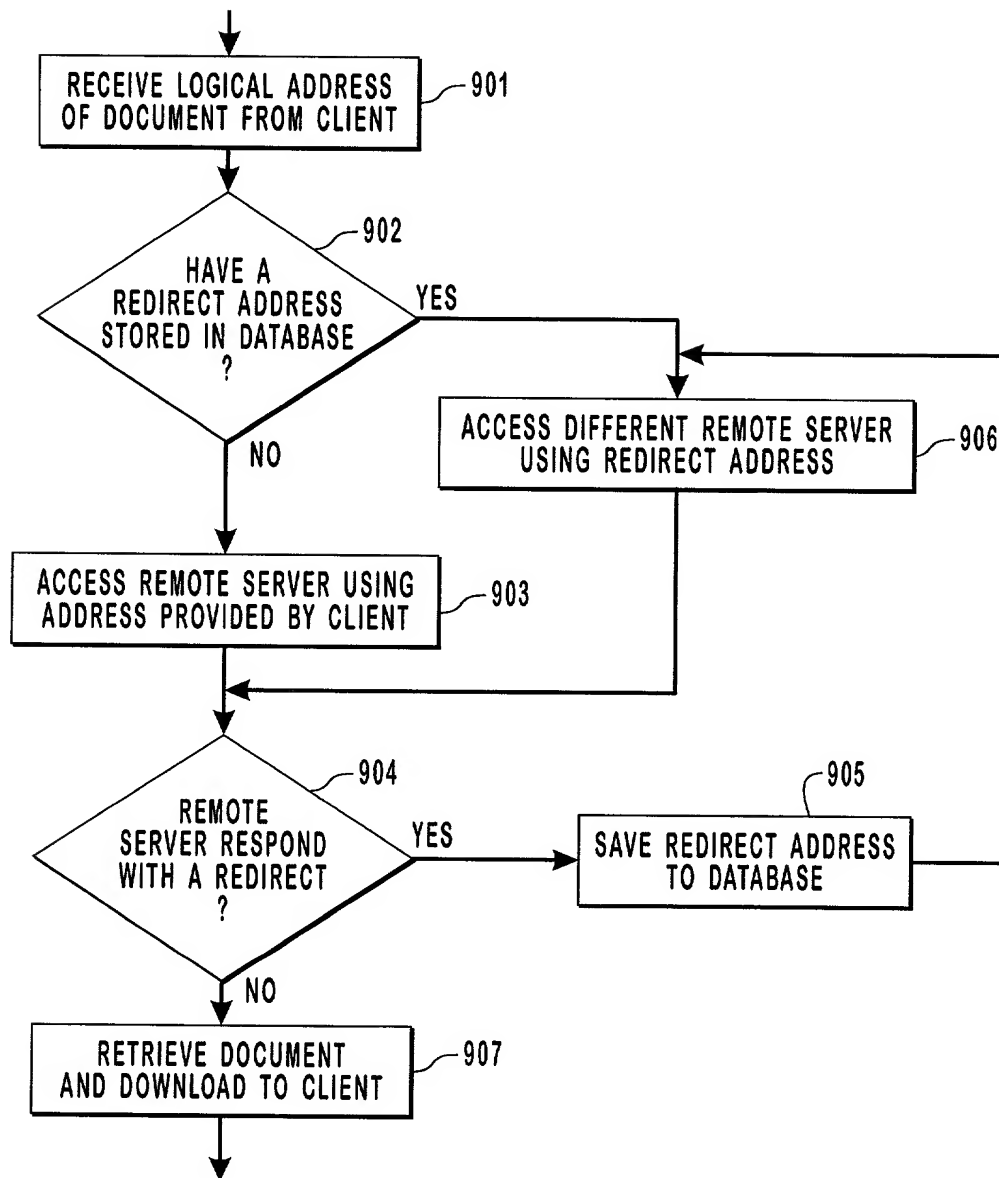 RECEIVE LOGICAL ADDRESS
OF DOCUMENT FROM CLIENT
901
902
HAVE A
REDIRECT ADDRESS
STORED IN DATABASE
?
YES
NO
ACCESS DIFFERENT REMOTE SERVER
USING REDIRECT ADDRESS
906
ACCESS REMOTE SERVER USING
ADDRESS PROVIDED BY CLIENT
903
904
REMOTE
SERVER RESPOND
WITH A REDIRECT
?
YES
NO
905
SAVE REDIRECT ADDRESS
TO DATABASE
RETRIEVE DOCUMENT
AND DOWNLOAD TO CLIENT
907